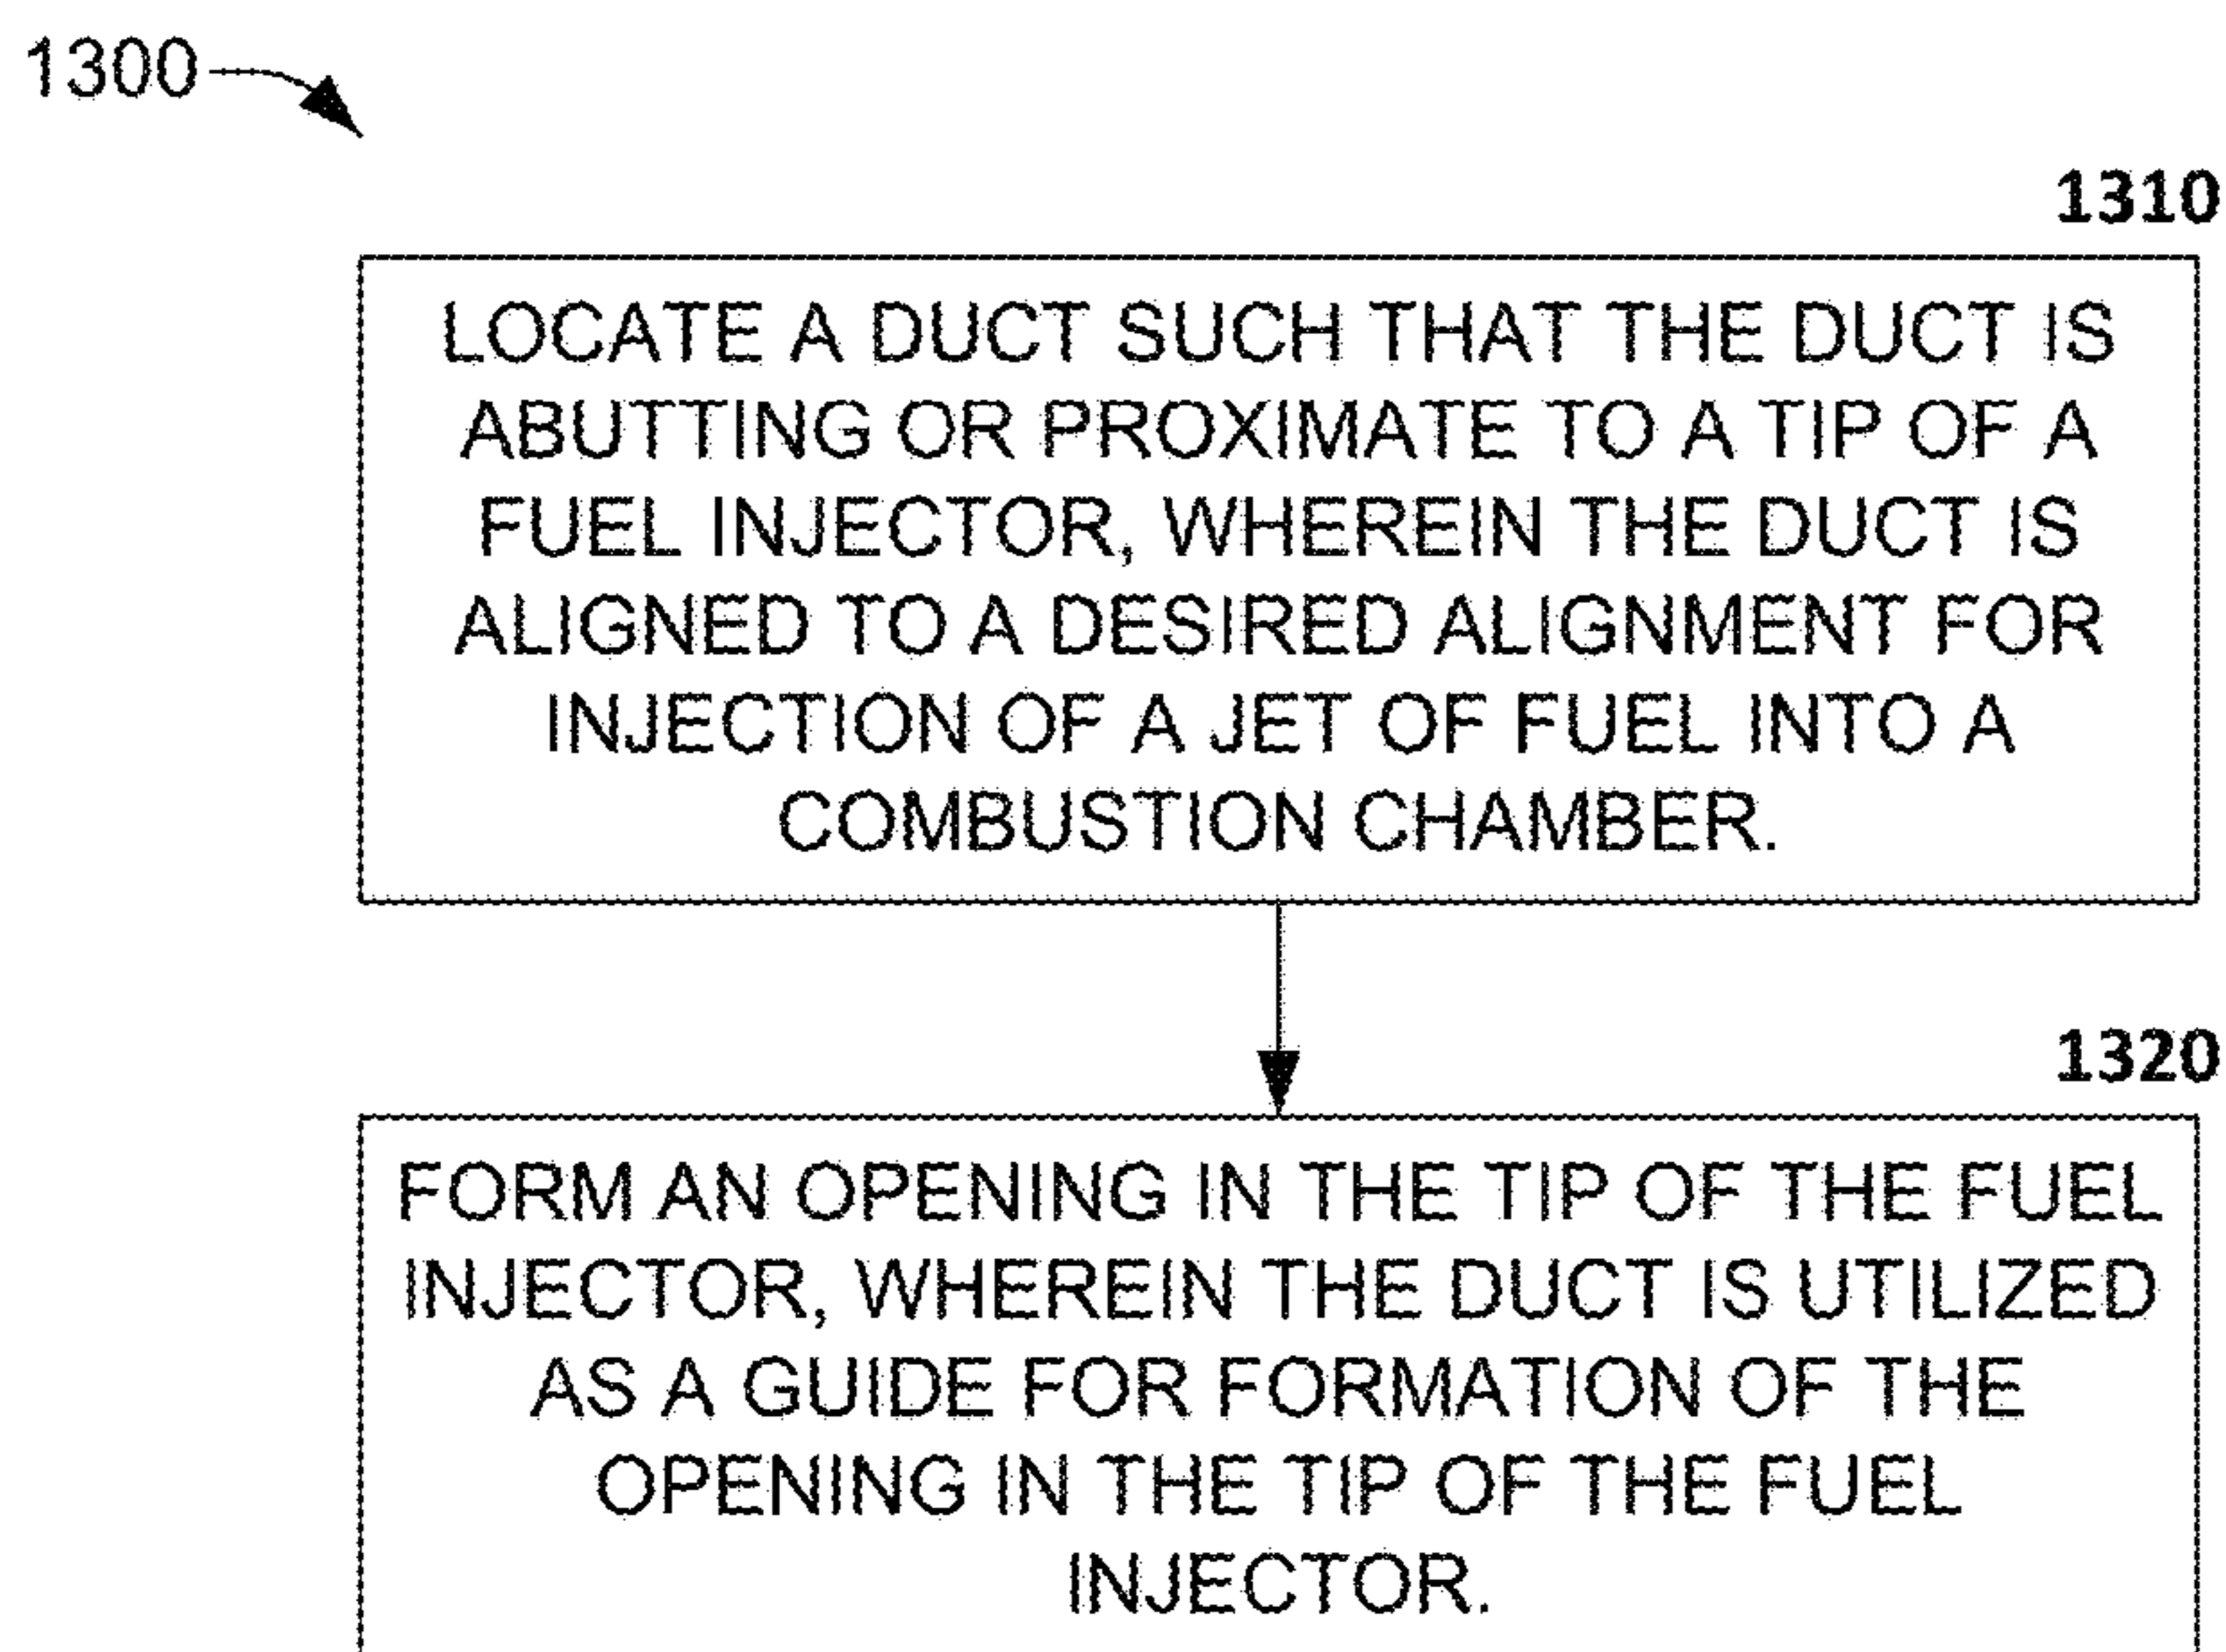 1300
1310
LOCATE A DUCT SUCH THAT THE DUCT IS
ABUTTING OR PROXIMATE TO A TIP OF A
FUEL INJECTOR, WHEREIN THE DUCT IS
ALIGNED TO A DESIRED ALIGNMENT FOR
INJECTION OF A JET OF FUEL INTO A
COMBUSTION CHAMBER.
1320
FORM AN OPENING IN THE TIP OF THE FUEL
INJECTOR, WHEREIN THE DUCT IS UTILIZED
AS A GUIDE FOR FORMATION OF THE
OPENING IN THE TIP OF THE FUEL
INJECTOR.